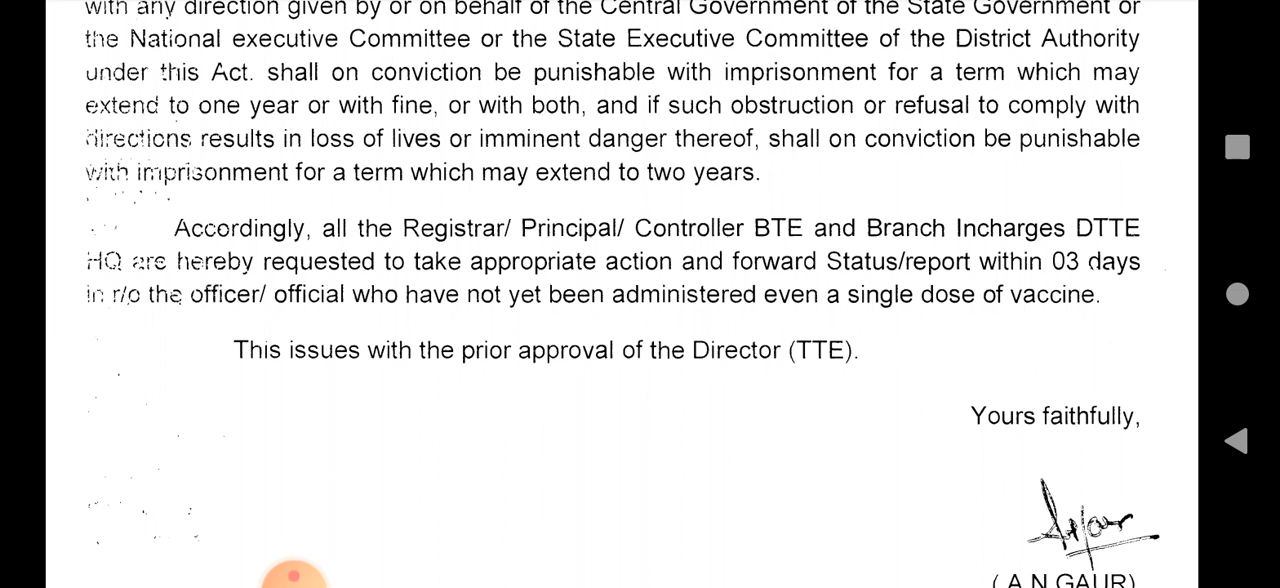 with any direction given by or on behalf of the Central Government of the State Government or
the National executive Committee or the State Executive Committee of the District Authority
under this Act. shall on conviction be punishable with imprisonment for a term which may
extend to one year or with fine, or with both, and if such obstruction or refusal to comply with
directions results in loss of lives or imminent danger thereof, shall on conviction be punishable
with imprisonment for a term which may extend to two years.
Accordingly, all the Registrar/ Principal/ Controller BTE and Branch Incharges DTTE
HQ are hereby requested to take appropriate action and forward Status/report within 03 days
in r/o the officer/ official who have not yet been administered even a single dose of vaccine.
This issues with the prior approval of the Director (TTE).
Yours faithfully,
( A N GAUR)